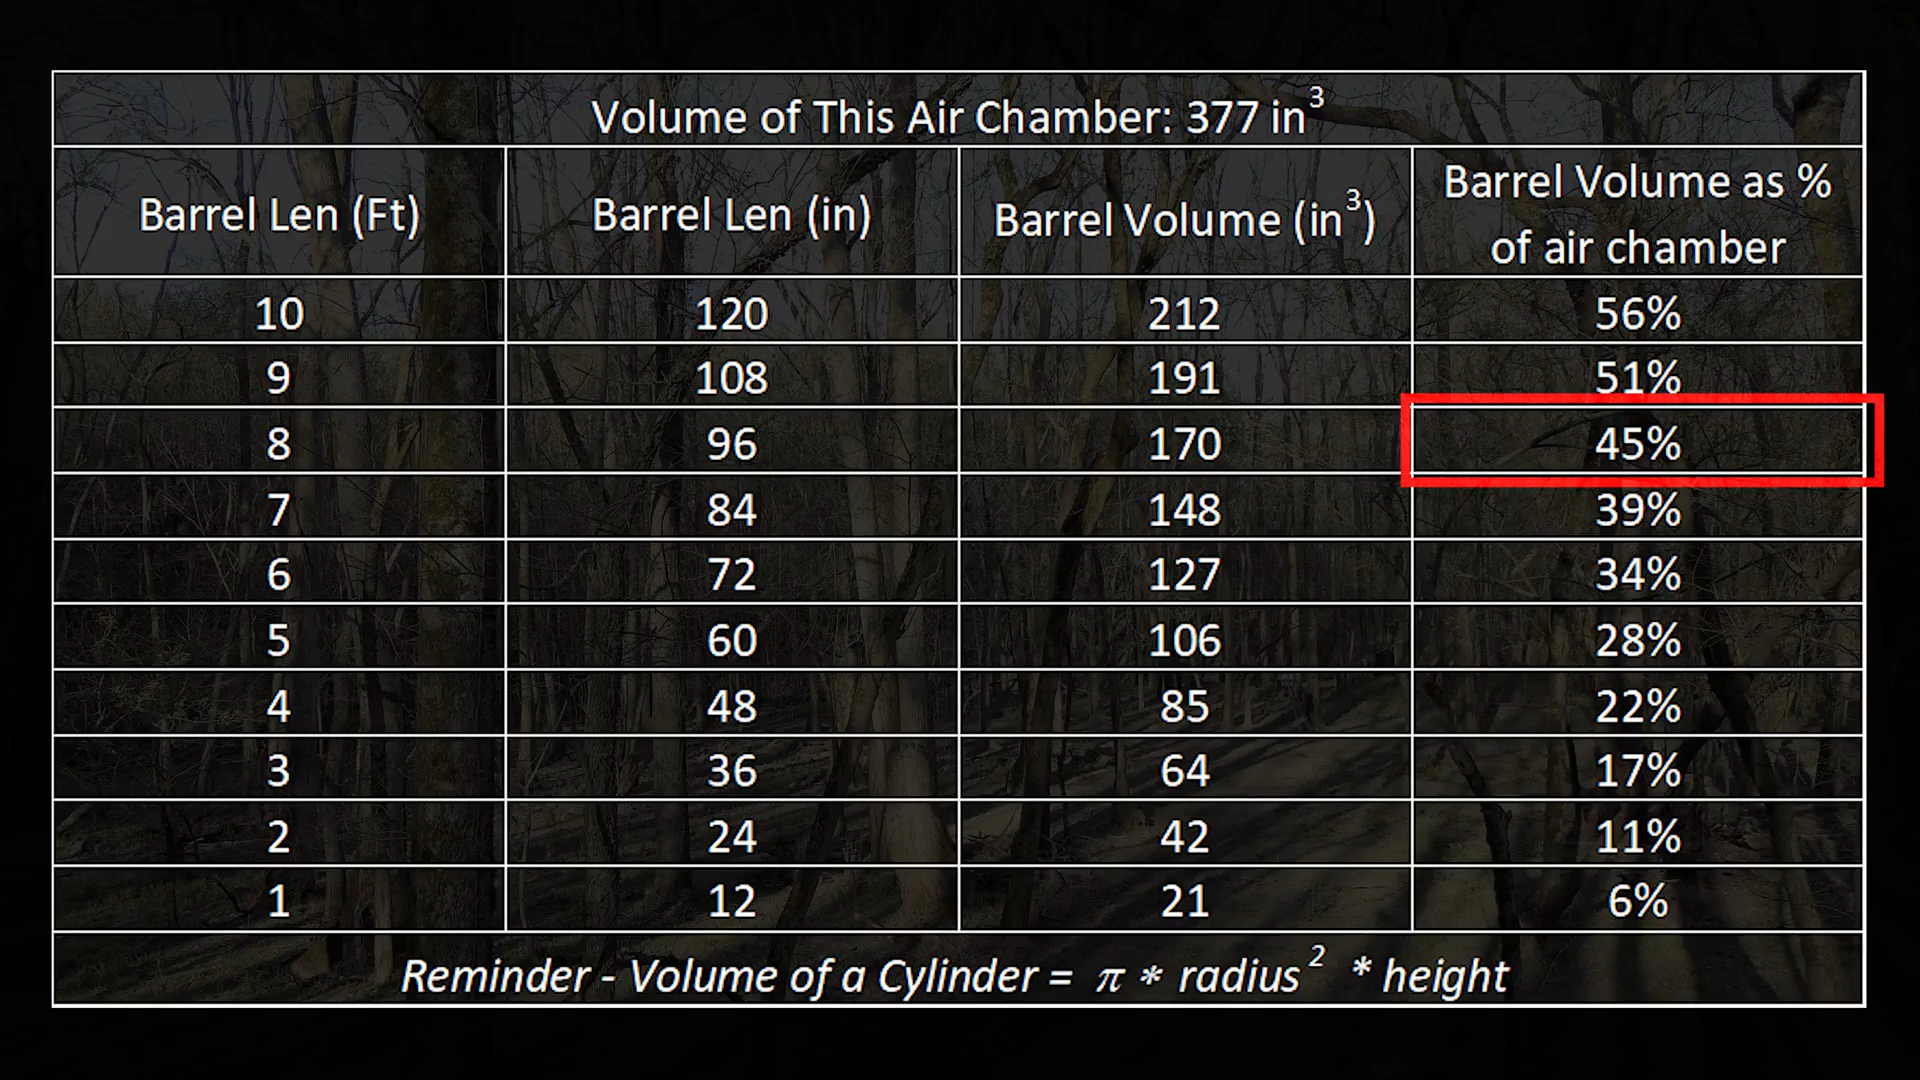 Volume of This Air Chamber: 377 in³
Barrel Len (Ft) Barrel Len (in) Barrel Volume (in³) Barrel Volume as %
of air chamber
10 120 212 56%
9 108 191 51%
8 96 170 45%
7 84 148 39%
6 72 127 34%
5 60 106 28%
4 48 85 22%
3 36 64 17%
2 24 42 11%
1 12 21 6%
Reminder - Volume of a Cylinder = π * radius² * height